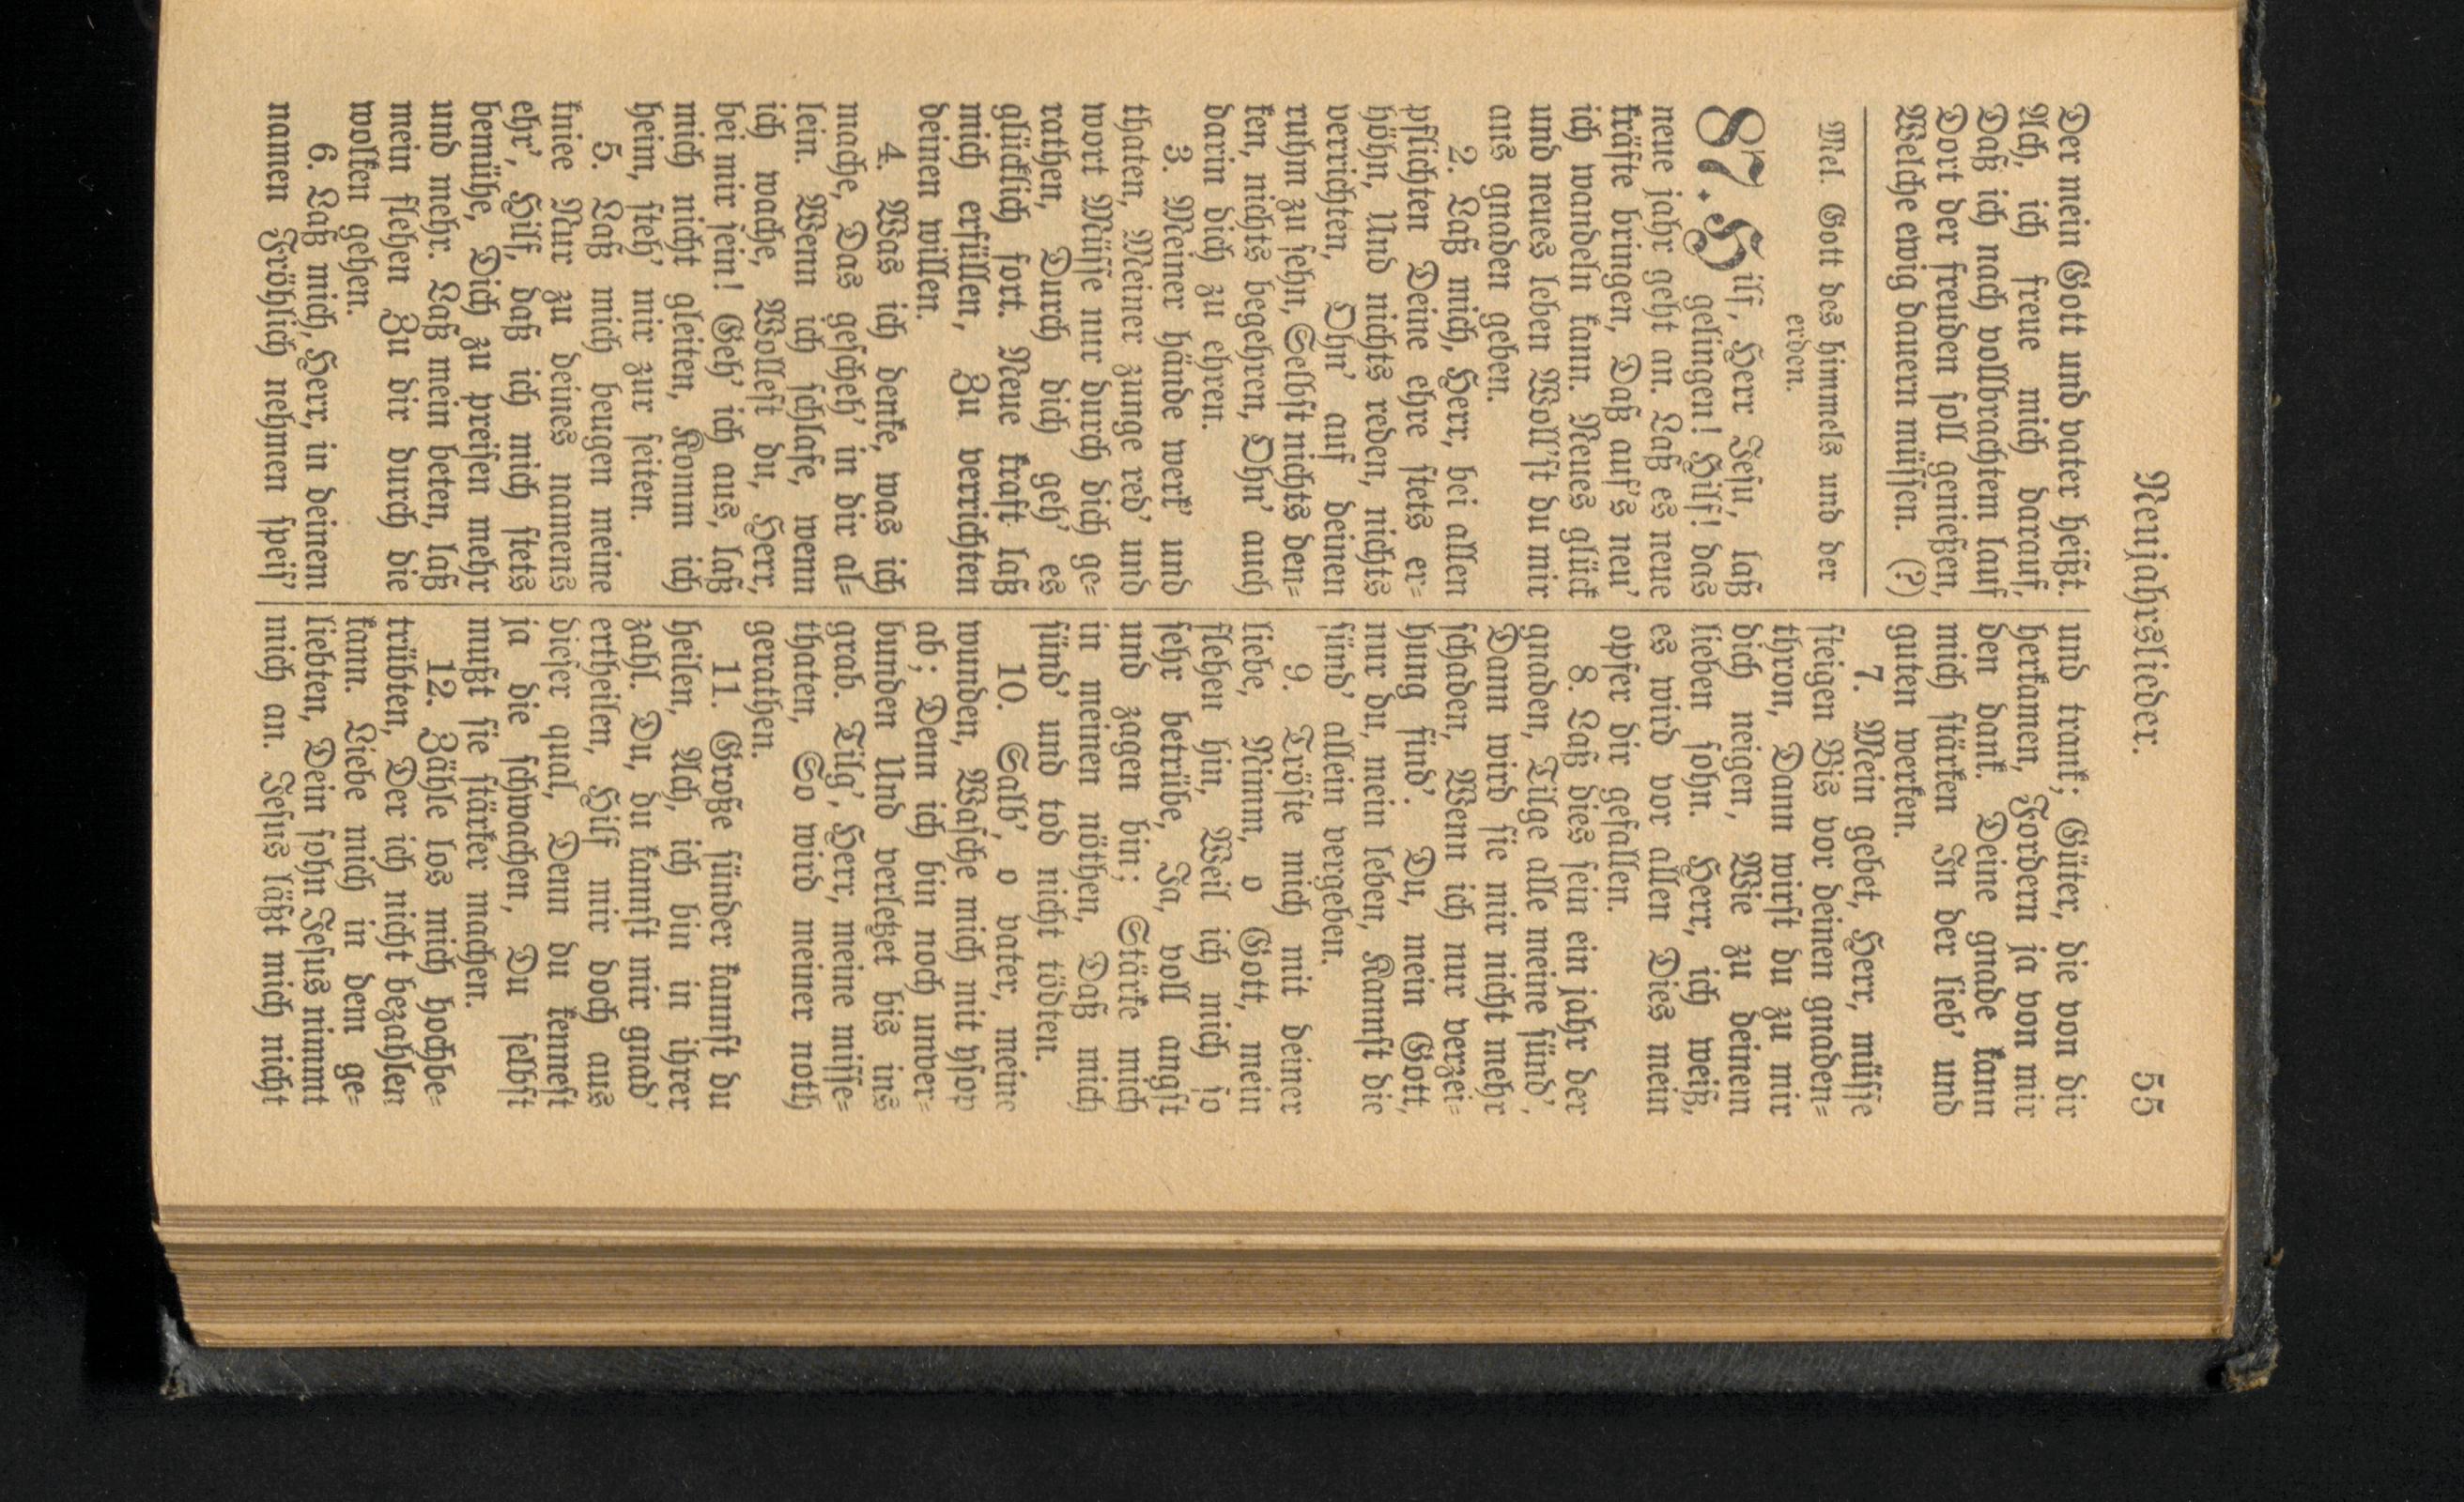 Neujahrslieder. 55
Der mein Gott und vater heißt.
Ach, ich freue mich darauf,
Daß ich nach vollbrachtem lauf
Dort der freuden soll genießen,
Welche ewig dauern müssen. (?)
Mel. Gott des himmels und der
erden.
87. Hilf, Herr Jesu, laß
gelingen! Hilf! das
neue jahr geht an. Laß es neue
kräfte bringen, Daß auf's neu'
ich wandeln kann. Neues glück
und neues leben Woll'st du mir
aus gnaden geben.
2. Laß mich, Herr, bei allen
pflichten Deine ehre stets er-
höhn, Und nichts reden, nichts
verrichten, Ohn' auf deinen
ruhm zu sehn, Selbst nichts den-
ken, nichts begehren, Ohn' auch
darin dich zu ehren.
3. Meiner hände werk' und
thaten, Meiner zunge red' und
wort Müsse nur durch dich ge-
rathen, Durch dich geh' es
glücklich fort. Neue kraft laß
mich erfüllen, Zu verrichten
deinen willen.
4. Was ich denke, was ich
mache, Das gescheh' in dir al-
lein. Wenn ich schlafe, wenn
ich wache, Wollest du, Herr,
bei mir sein! Geh' ich aus, laß
mich nicht gleiten, Komm ich
heim, steh' mir zur seiten.
5. Laß mich beugen meine
kniee Nur zu deines namens
ehr', Hilf, daß ich mich stets
bemühe, Dich zu preisen mehr
und mehr. Laß mein beten, laß
mein flehen Zu dir durch die
wolken gehen.
6. Laß mich, Herr, in deinem
namen Fröhlich nehmen speis'
und trank; Güter, die von dir
herkamen, Fordern ja von mir
den dank. Deine gnade kann
mich stärken In der lieb' und
guten werken.
7. Mein gebet, Herr, müsse
steigen Bis vor deinen gnaden-
thron, Dann wirst du zu mir
dich neigen, Wie zu deinem
lieben sohn. Herr, ich weiß,
es wird vor allen Dies mein
opfer dir gefallen.
8. Laß dies sein ein jahr der
gnaden, Tilge alle meine sünd',
Dann wird sie mir nicht mehr
schaden, Wenn ich nur verzei-
hung find'. Du, mein Gott,
nur du, mein leben, Kannst die
sünd' allein vergeben.
9. Tröste mich mit deiner
liebe, Nimm, o Gott, mein
flehen hin, Weil ich mich so
sehr betrübe, Ja, voll angst
und zagen bin; Stärke mich
in meinen nöthen, Daß mich
sünd' und tod nicht tödten.
10. Salb', o vater, meine
wunden, Wasche mich mit ysop
ab; Denn ich bin noch unver-
bunden Und verletzet bis ins
grab. Tilg', Herr, meine misse-
thaten, So wird meiner noth
gerathen.
11. Große sünder kannst du
heilen, Ach, ich bin in ihrer
zahl. Du, du kannst mir gnad'
ertheilen, Hilf mir doch aus
dieser qual, Denn du kennest
ja die schwachen, Du selbst
mußt sie stärker machen.
12. Zähle los mich hochbe-
trübten, Der ich nicht bezahlen
kann. Liebe mich in dem ge-
liebten, Dein sohn Jesus nimmt
mich an. Jesus läßt mich nicht